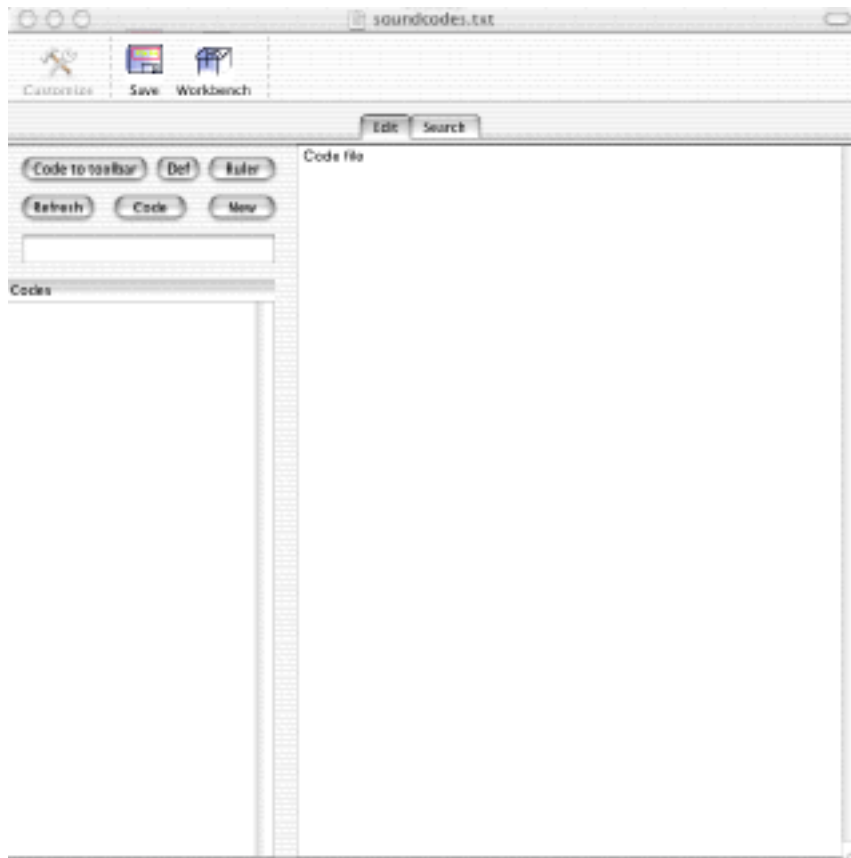 soundcodes.txt
Customize Save Workbench
Edit Search
Code to toolbar Def Ruler
Refresh Code New
Codes
Code file